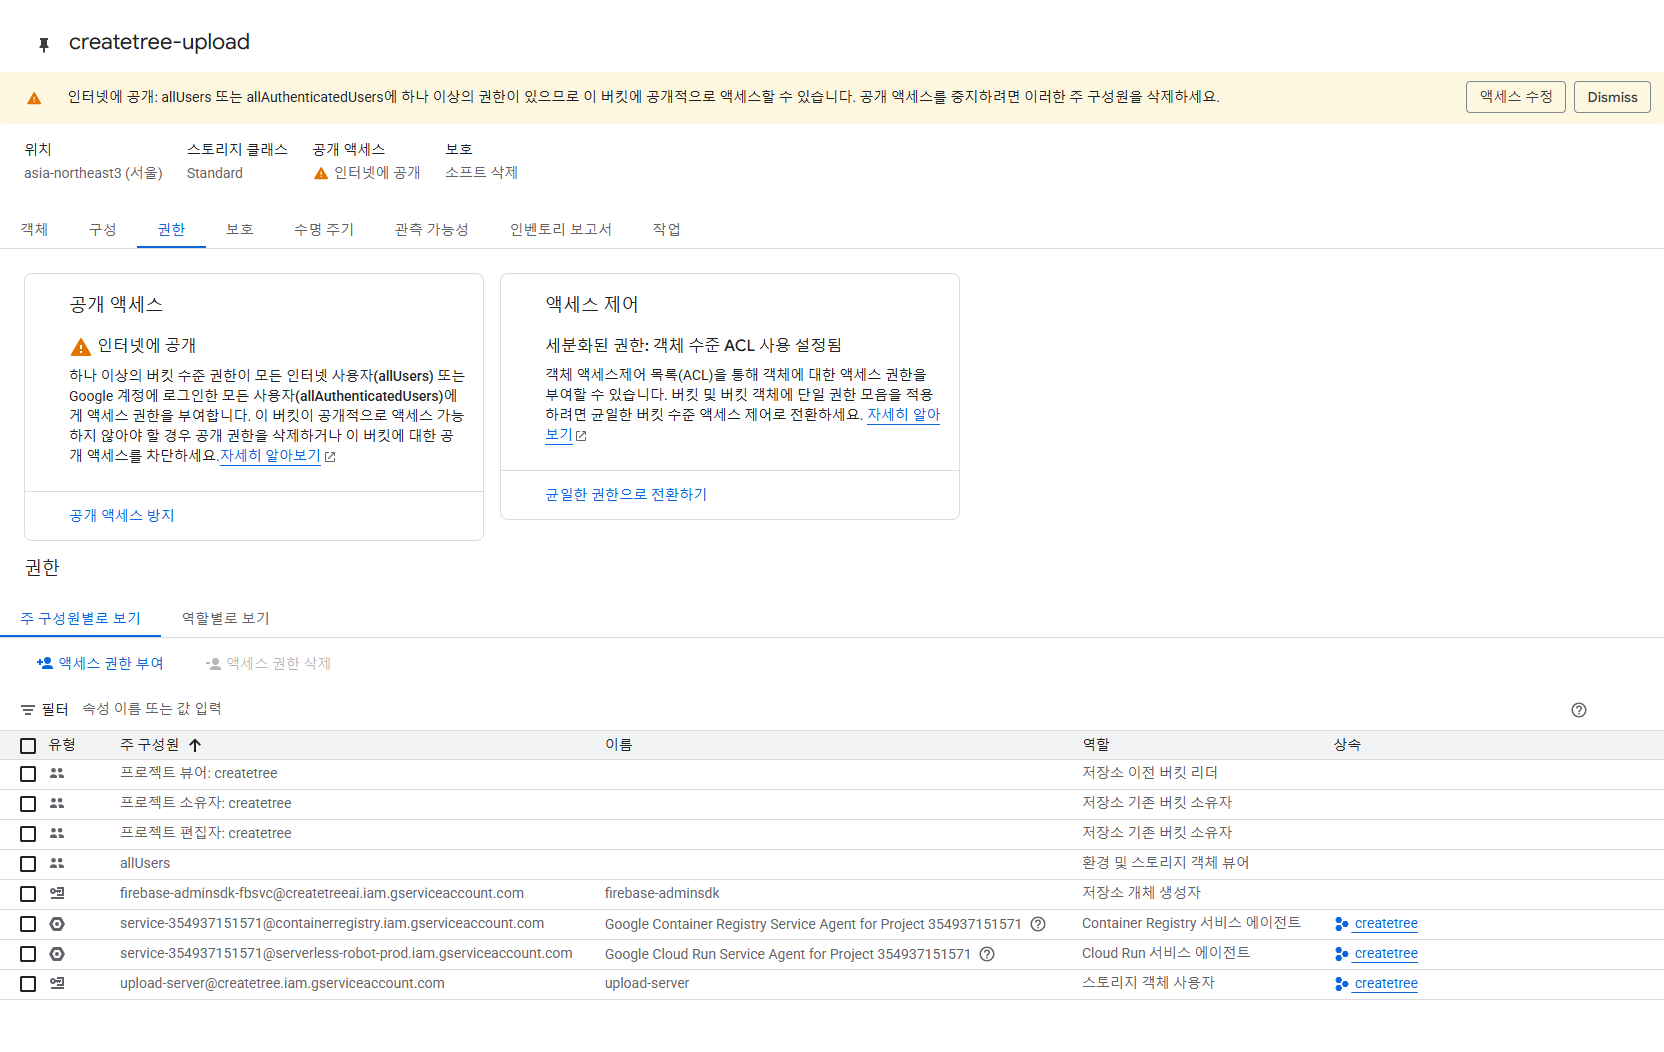 createtree-upload
인터넷에 공개: allUsers 또는 allAuthenticatedUsers에 하나 이상의 권한이 있으므로 이 버킷에 공개적으로 액세스할 수 있습니다. 공개 액세스를 중지하려면 이러한 주 구성원을 삭제하세요. 액세스 수정 Dismiss
위치 스토리지 클래스 공개 액세스 보호
asia-northeast3 (서울) Standard 인터넷에 공개 소프트 삭제
객체 구성 권한 보호 수명 주기 관측 가능성 인벤토리 보고서 작업
공개 액세스
인터넷에 공개
하나 이상의 버킷 수준 권한이 모든 인터넷 사용자(allUsers) 또는
Google 계정에 로그인한 모든 사용자(allAuthenticatedUsers)에
게 액세스 권한을 부여합니다. 이 버킷이 공개적으로 액세스 가능
하지 않아야 할 경우 공개 권한을 삭제하거나 이 버킷에 대한 공
개 액세스를 차단하세요.자세히 알아보기
공개 액세스 방지
액세스 제어
세분화된 권한: 객체 수준 ACL 사용 설정됨
객체 액세스제어 목록(ACL)을 통해 객체에 대한 액세스 권한을
부여할 수 있습니다. 버킷 및 버킷 객체에 단일 권한 모음을 적용
하려면 균일한 버킷 수준 액세스 제어로 전환하세요. 자세히 알아
보기
균일한 권한으로 전환하기
권한
주 구성원별로 보기 역할별로 보기
액세스 권한 부여 액세스 권한 삭제
필터 속성 이름 또는 값 입력
유형 주 구성원 이름 역할 상속
프로젝트 뷰어: createtree 저장소 이전 버킷 리더
프로젝트 소유자: createtree 저장소 기존 버킷 소유자
프로젝트 편집자: createtree 저장소 기존 버킷 소유자
allUsers 환경 및 스토리지 객체 뷰어
firebase-adminsdk-fbsvc@createtreeai.iam.gserviceaccount.com firebase-adminsdk 저장소 개체 생성자
service-354937151571@containerregistry.iam.gserviceaccount.com Google Container Registry Service Agent for Project 354937151571 Container Registry 서비스 에이전트 createtree
service-354937151571@serverless-robot-prod.iam.gserviceaccount.com Google Cloud Run Service Agent for Project 354937151571 Cloud Run 서비스 에이전트 createtree
upload-server@createtree.iam.gserviceaccount.com upload-server 스토리지 객체 사용자 createtree